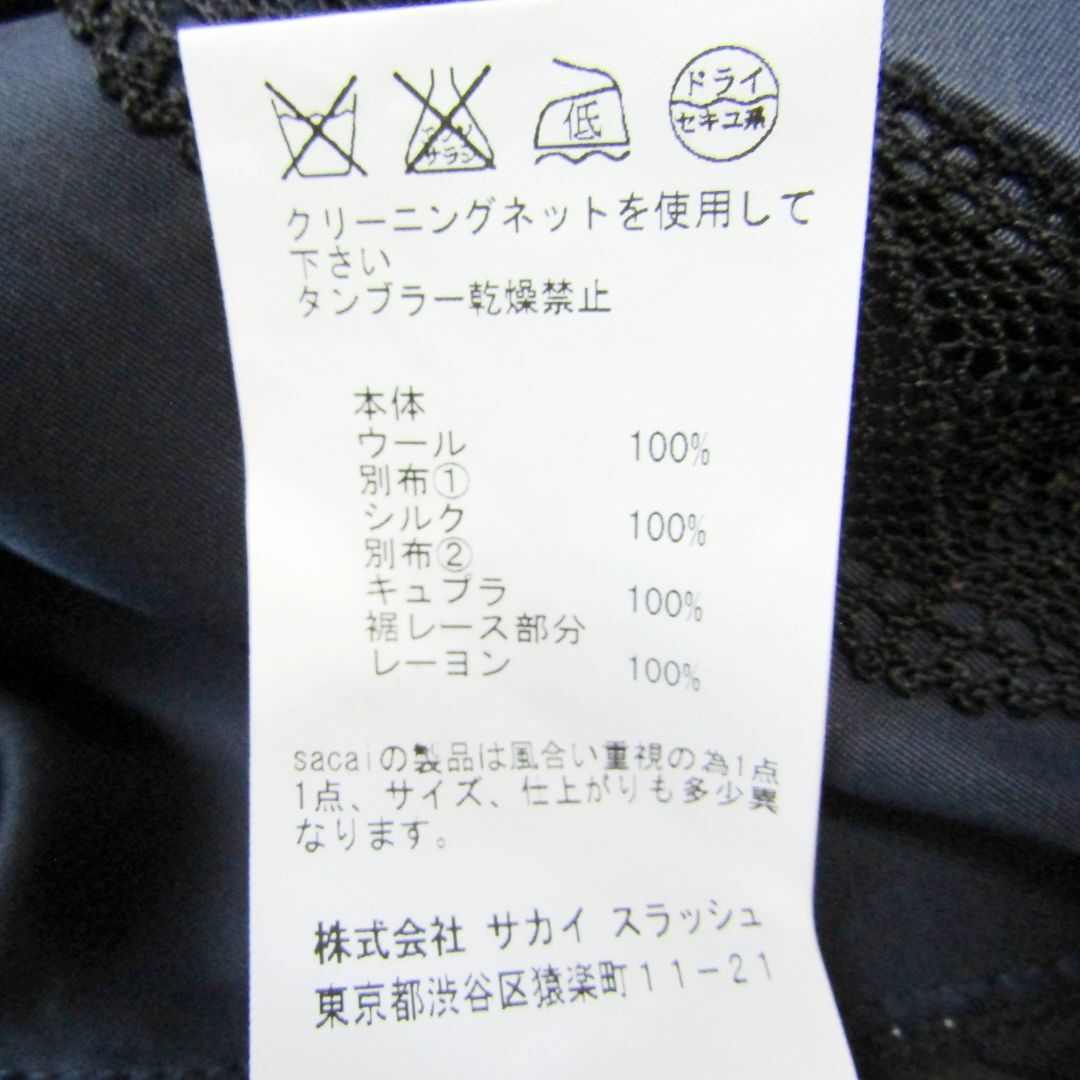 エンソ
サラシ
低
ドライ
セキユ系
クリーニングネットを使用して
下さい
タンブラー乾燥禁止
本体
ウール 100%
別布①
シルク 100%
別布②
キュプラ 100%
裾レース部分
レーヨン 100%
sacaiの製品は風合い重視の為1点
1点、サイズ、仕上がりも多少異
なります。
株式会社 サカイ スラッシュ
東京都渋谷区猿楽町11-21